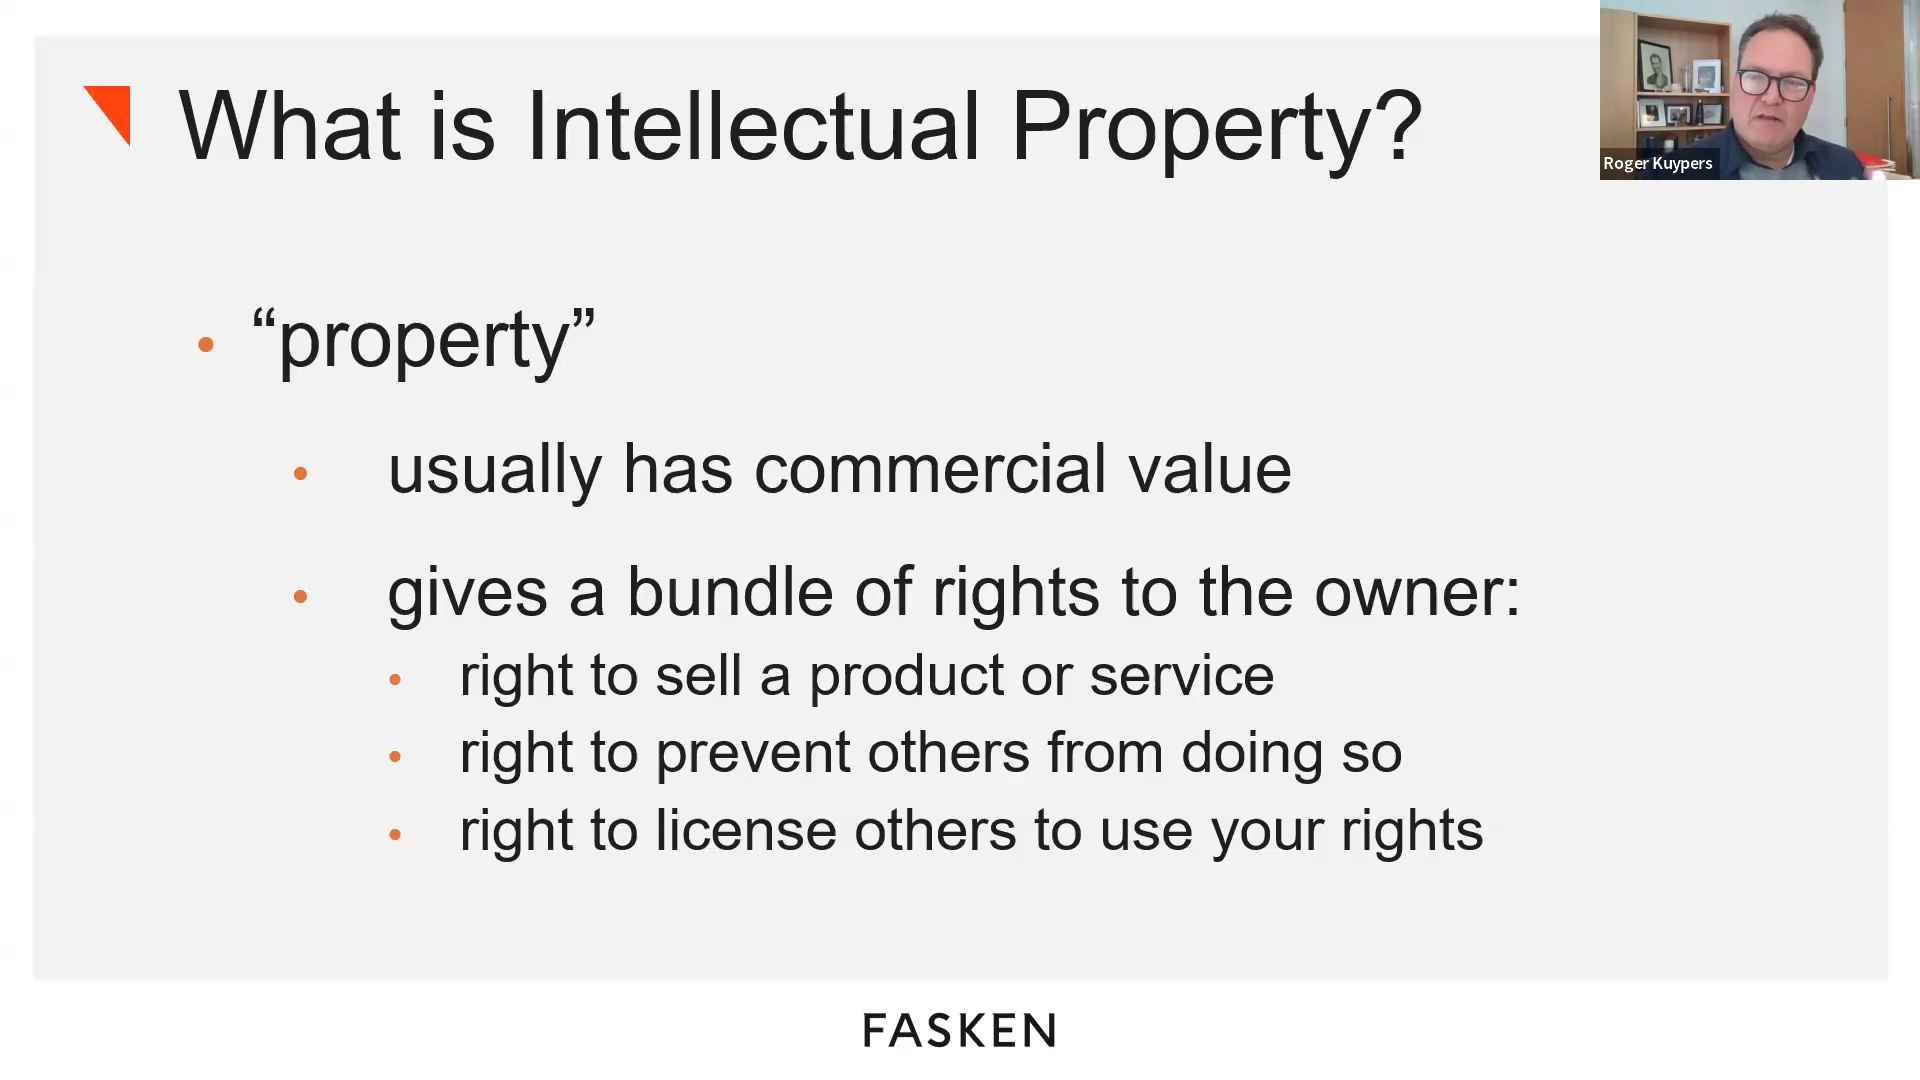 What is Intellectual Property?
Roger Kuypers
• “property”
• usually has commercial value
• gives a bundle of rights to the owner:
• right to sell a product or service
• right to prevent others from doing so
• right to license others to use your rights
FASKEN